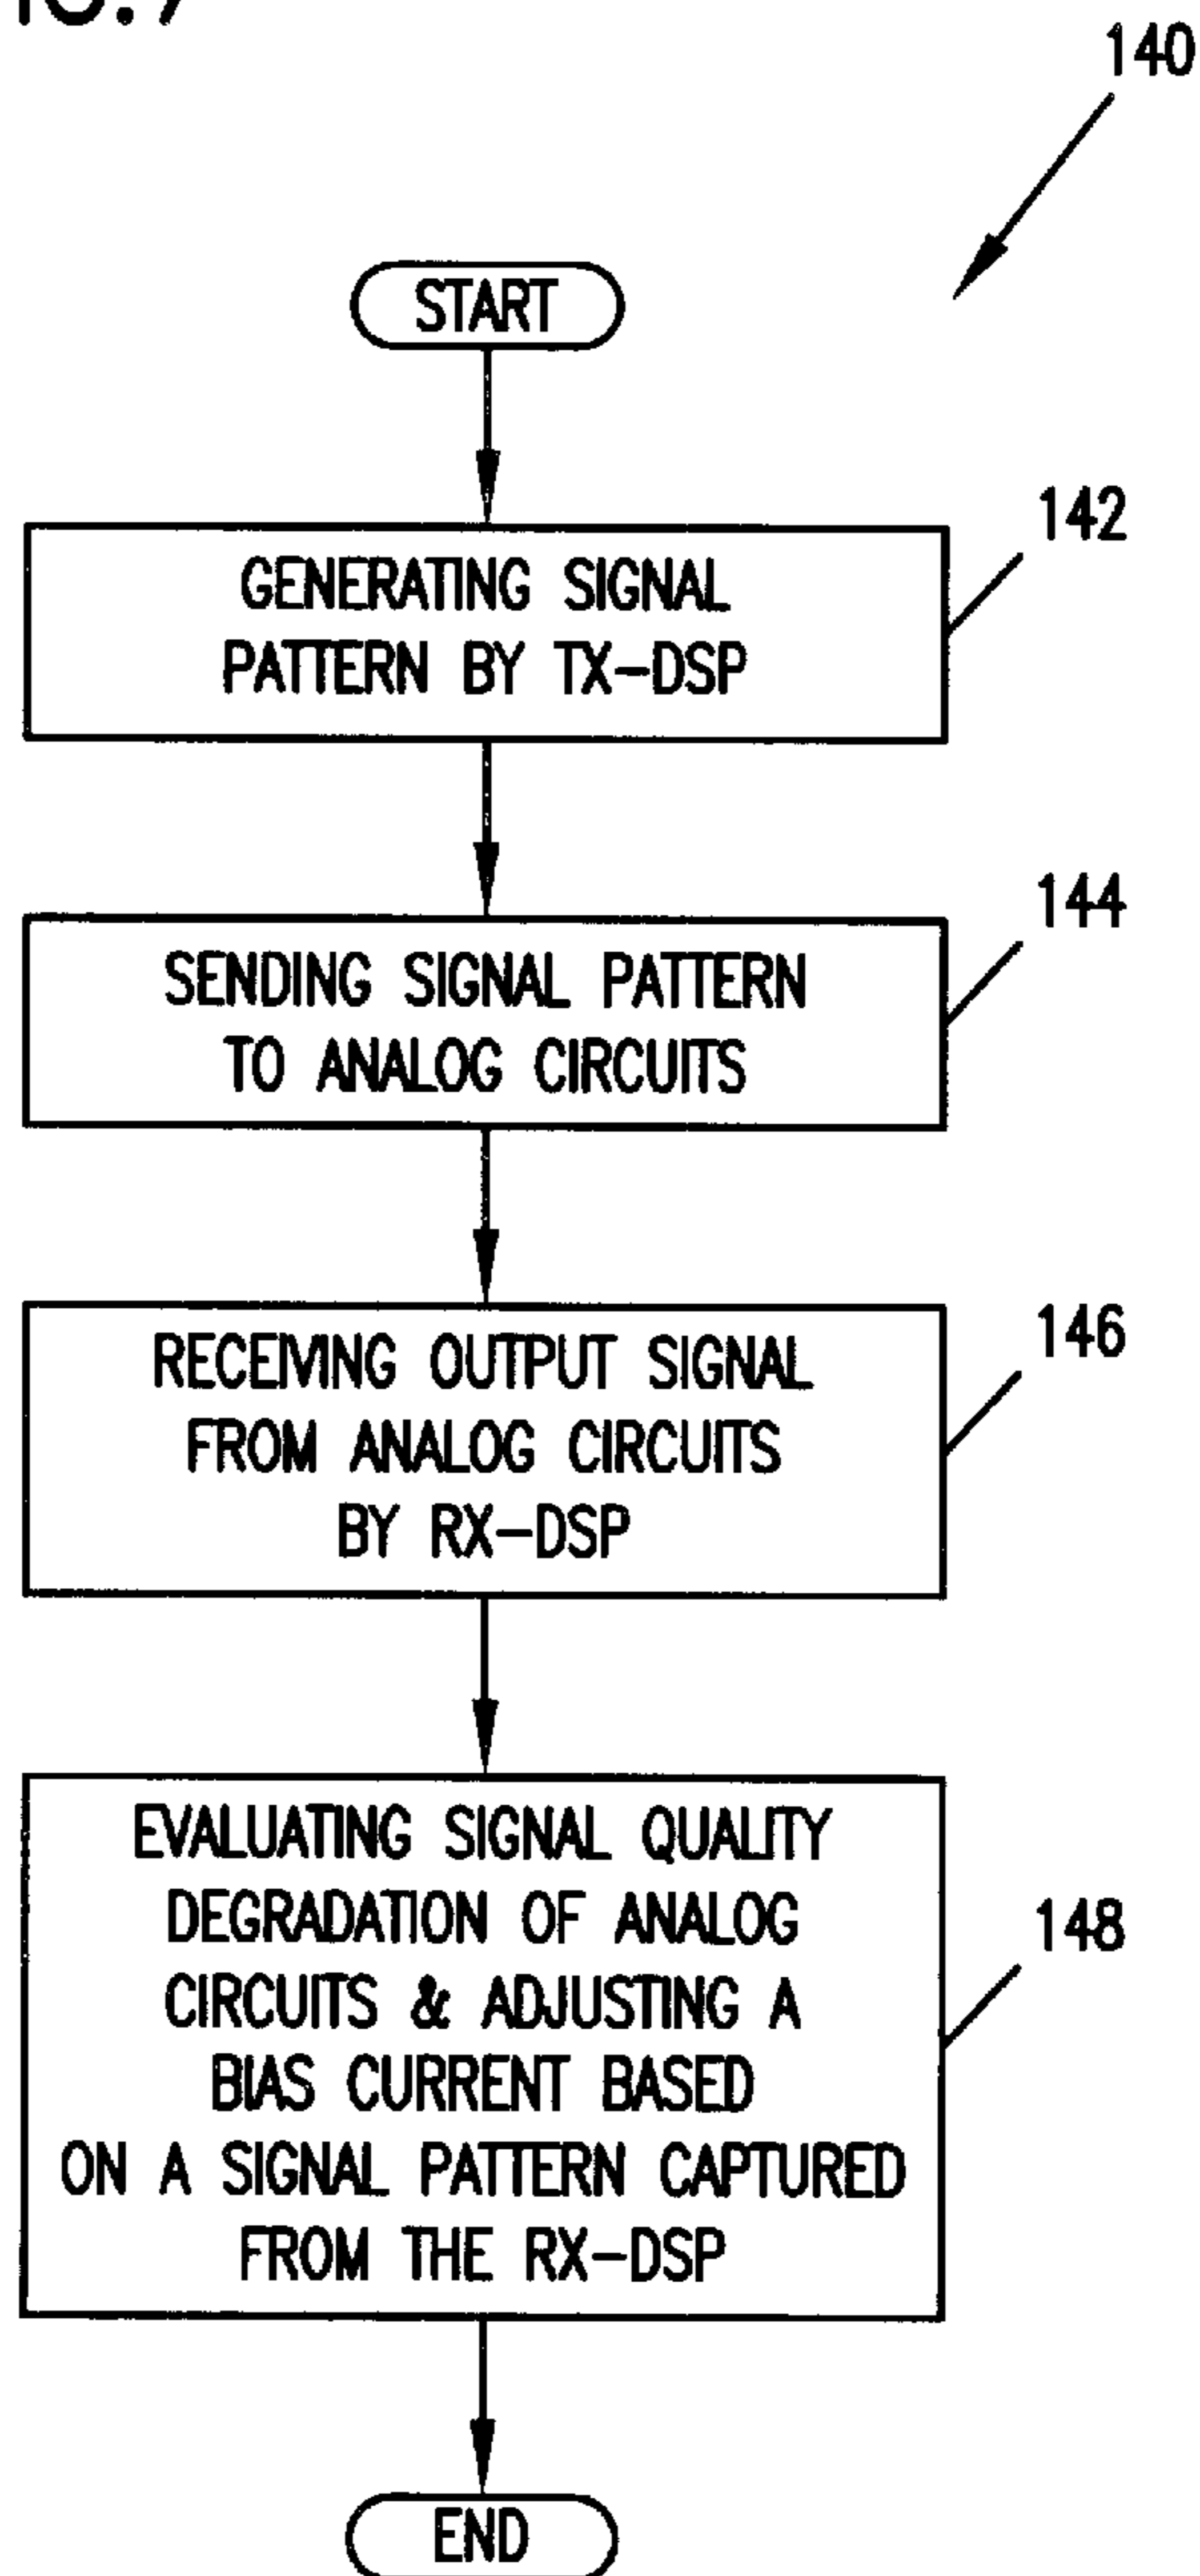 140
START
142
GENERATING SIGNAL
PATTERN BY TX-DSP
144
SENDING SIGNAL PATTERN
TO ANALOG CIRCUITS
146
RECEIVING OUTPUT SIGNAL
FROM ANALOG CIRCUITS
BY RX-DSP
148
EVALUATING SIGNAL QUALITY
DEGRADATION OF ANALOG
CIRCUITS & ADJUSTING A
BIAS CURRENT BASED
ON A SIGNAL PATTERN CAPTURED
FROM THE RX-DSP
END